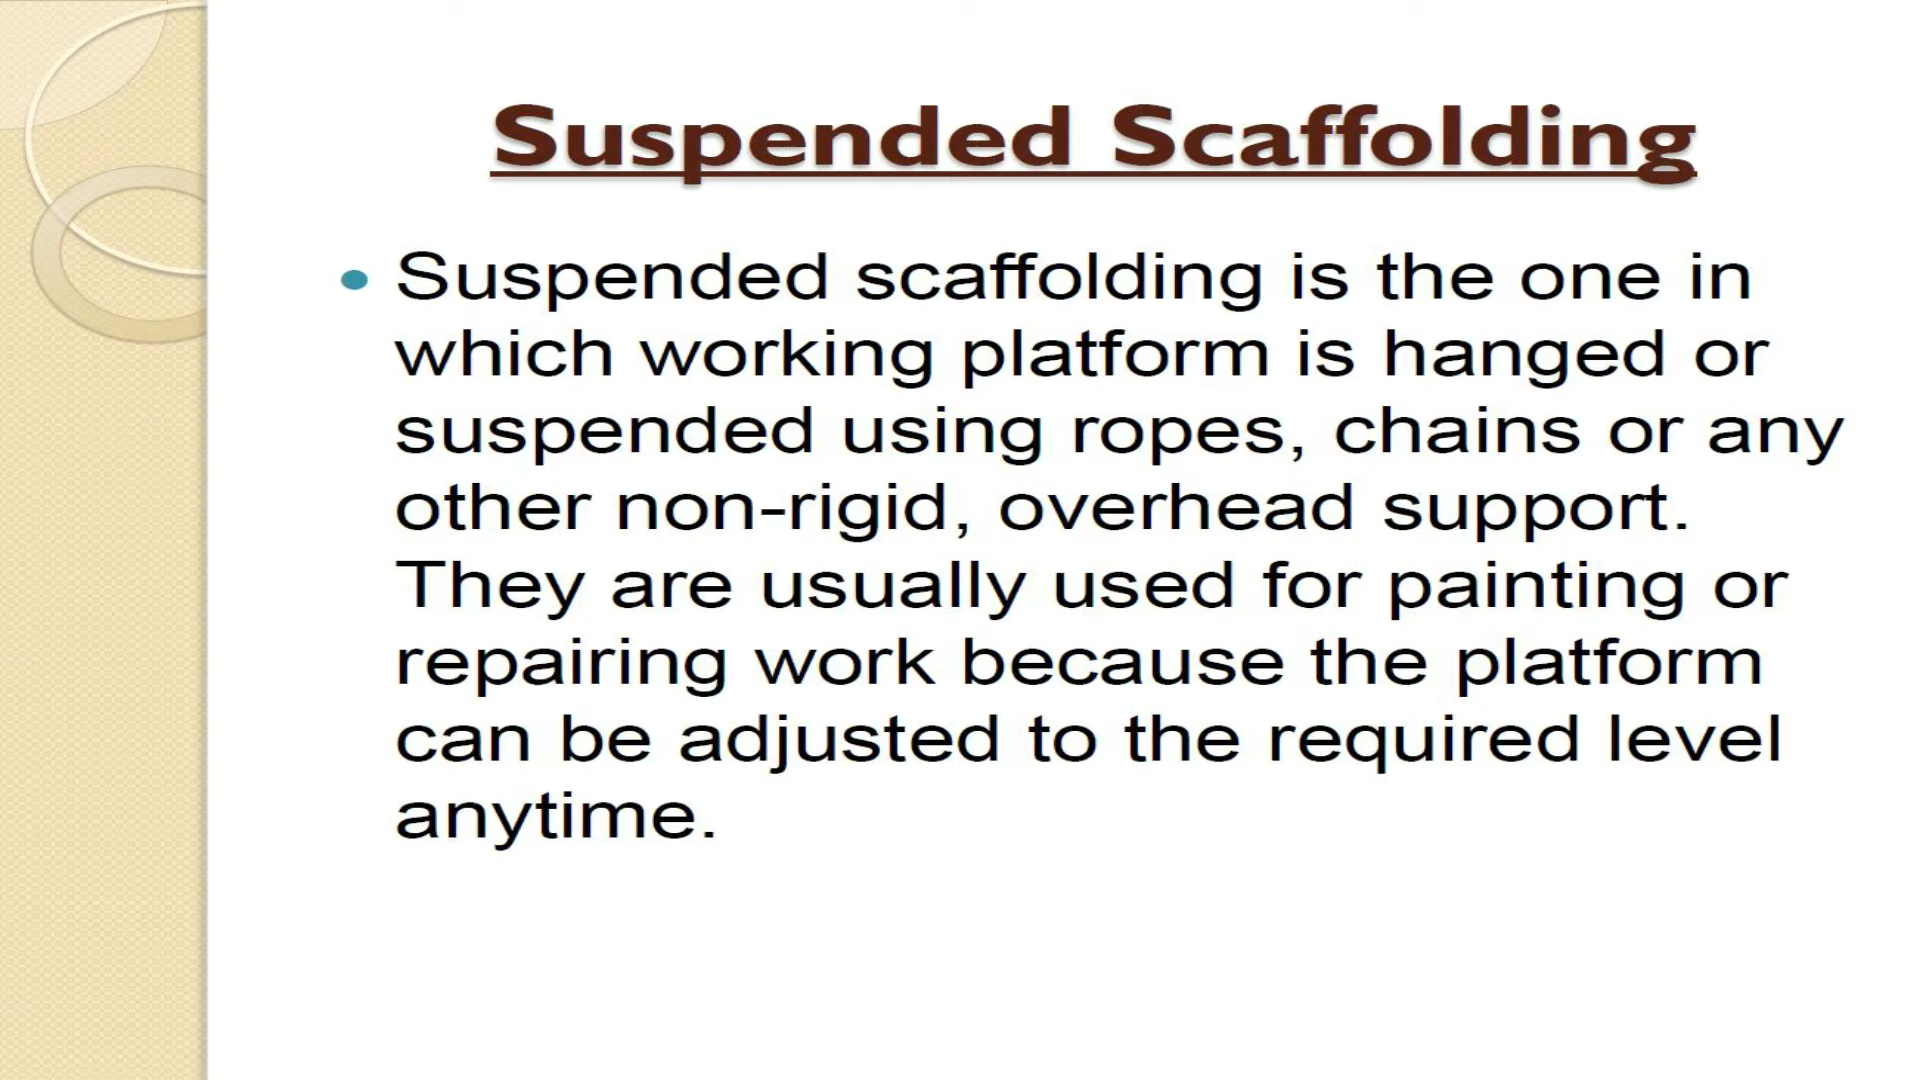 Suspended Scaffolding
• Suspended scaffolding is the one in
which working platform is hanged or
suspended using ropes, chains or any
other non-rigid, overhead support.
They are usually used for painting or
repairing work because the platform
can be adjusted to the required level
anytime.